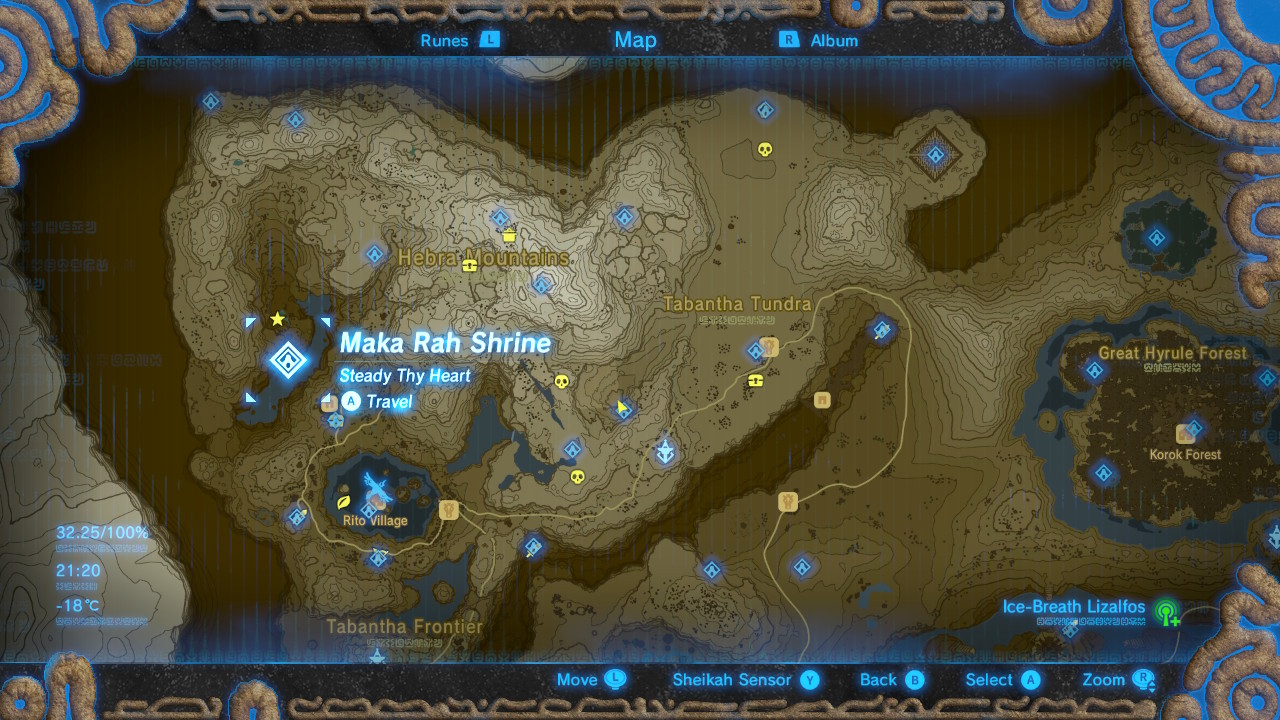 Runes L
Map
R Album
Hebra Mountains
Tabantha Tundra
Maka Rah Shrine
Steady Thy Heart
A Travel
Great Hyrule Forest
Korok Forest
Rito Village
32.25/100%
21:20
-18°C
Ice-Breath Lizalfos
Tabantha Frontier
Move L
Sheikah Sensor Y
Back B
Select A
Zoom R